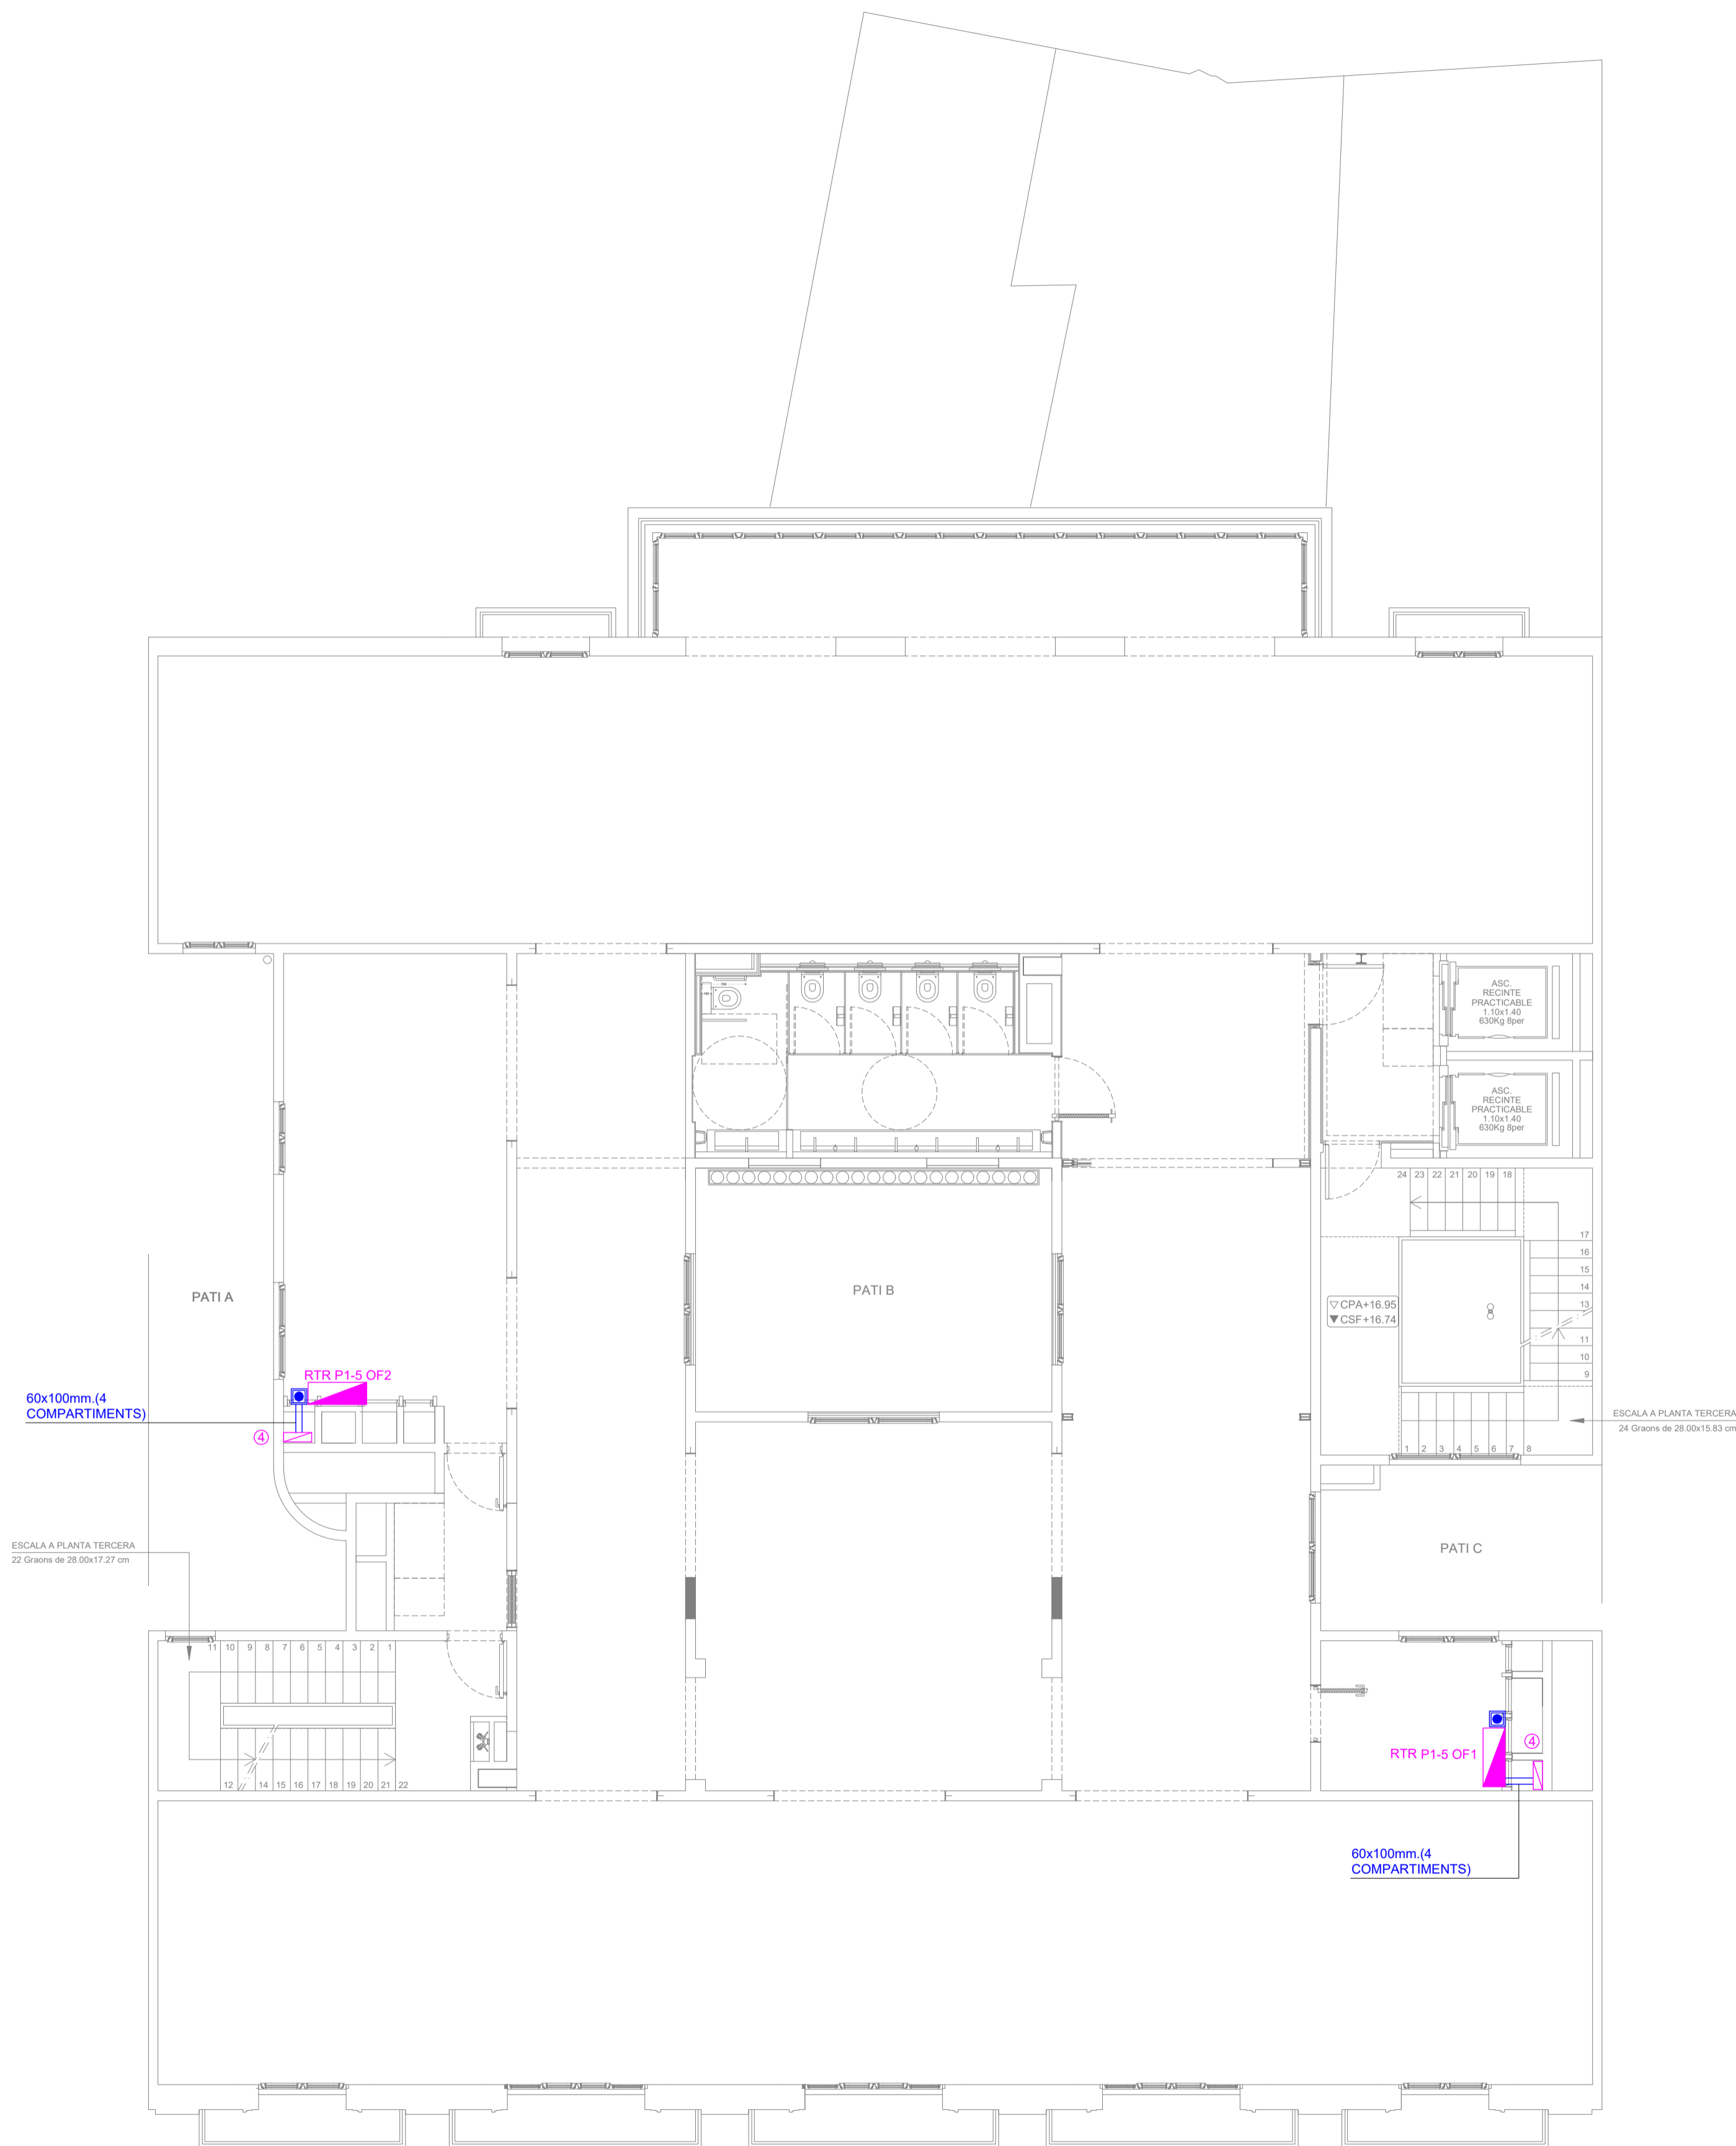 ASC.
RECINTE
PRACTICABLE
1.10x1.40
630Kg 8per
ASC.
RECINTE
PRACTICABLE
1.10x1.40
630Kg 8per
24 23 22 21 20 19 18
17
16
15
14
13
11
10
9
1 2 3 4 5 6 7 8
PATI A
PATI B
CPA+16.95
CSF+16.74
RTR P1-5 OF2
60x100mm.(4
COMPARTIMENTS)
4
ESCALA A PLANTA TERCERA
24 Graons de 28.00x15.83 cm
ESCALA A PLANTA TERCERA
22 Graons de 28.00x17.27 cm
PATI C
11 10 9 8 7 6 5 4 3 2 1
12 14 15 16 17 18 19 20 21 22
4
RTR P1-5 OF1
60x100mm.(4
COMPARTIMENTS)